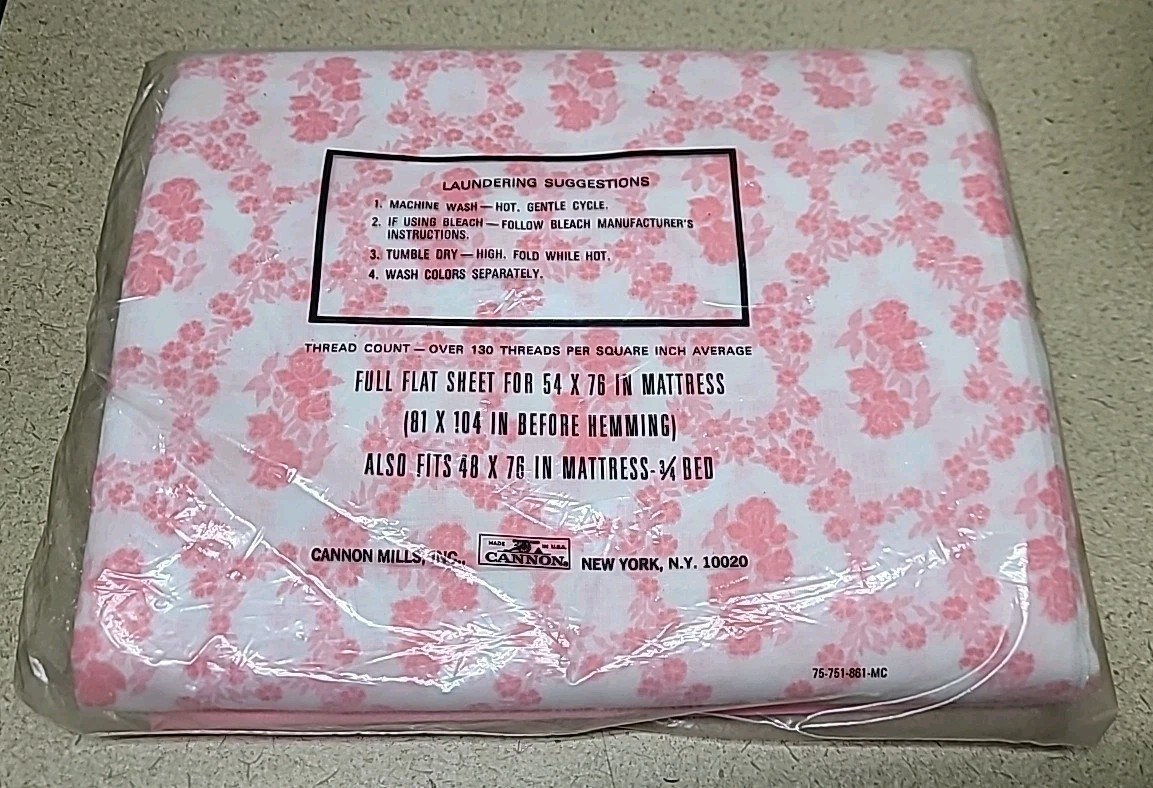 LAUNDERING SUGGESTIONS
1. MACHINE WASH — HOT. GENTLE CYCLE.
2. IF USING BLEACH — FOLLOW BLEACH MANUFACTURER'S
INSTRUCTIONS.
3. TUMBLE DRY — HIGH. FOLD WHILE HOT.
4. WASH COLORS SEPARATELY.
THREAD COUNT — OVER 130 THREADS PER SQUARE INCH AVERAGE
FULL FLAT SHEET FOR 54 X 76 IN MATTRESS
(81 X 104 IN BEFORE HEMMING)
ALSO FITS 48 X 76 IN MATTRESS-¾ BED
CANNON MILLS, INC., MADE IN U.S.A. CANNON® NEW YORK, N.Y. 10020
75-751-861-MC